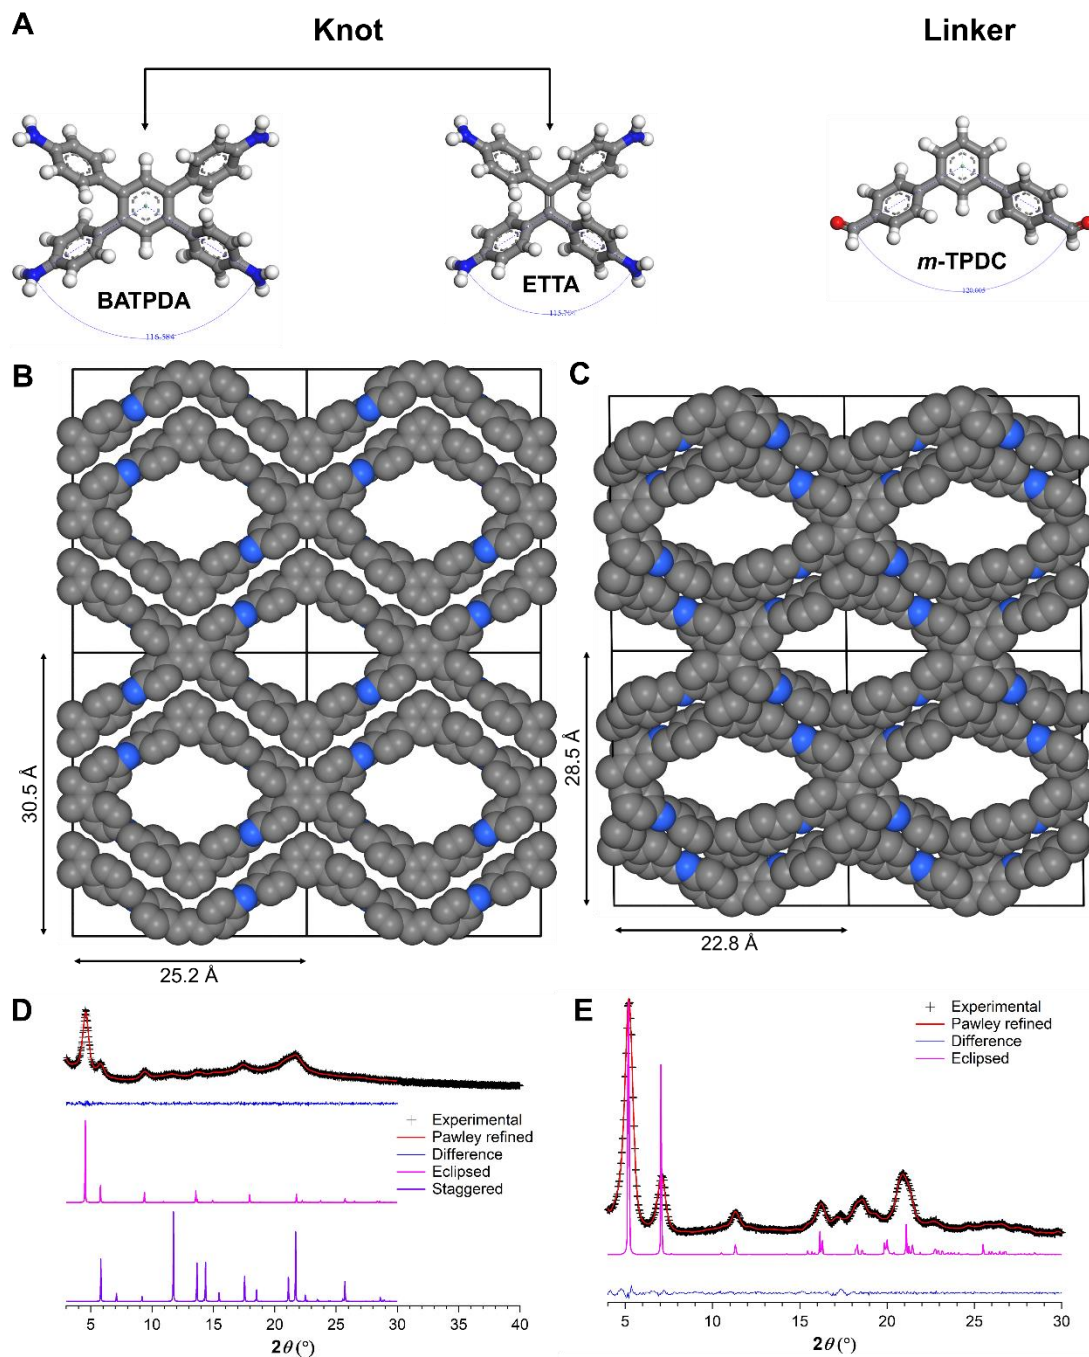 A
Knot
Linker
BATPDA
ETTA
m-TPDC
116.584
B
C
30.5 Å
28.5 Å
25.2 Å
22.8 Å
D
Experimental
Pawley refined
Difference
Eclipsed
Staggered
5 10 15 20 25 30 35 40
2θ (°)
E
Experimental
Pawley refined
Difference
Eclipsed
5 10 15 20 25 30
2θ (°)